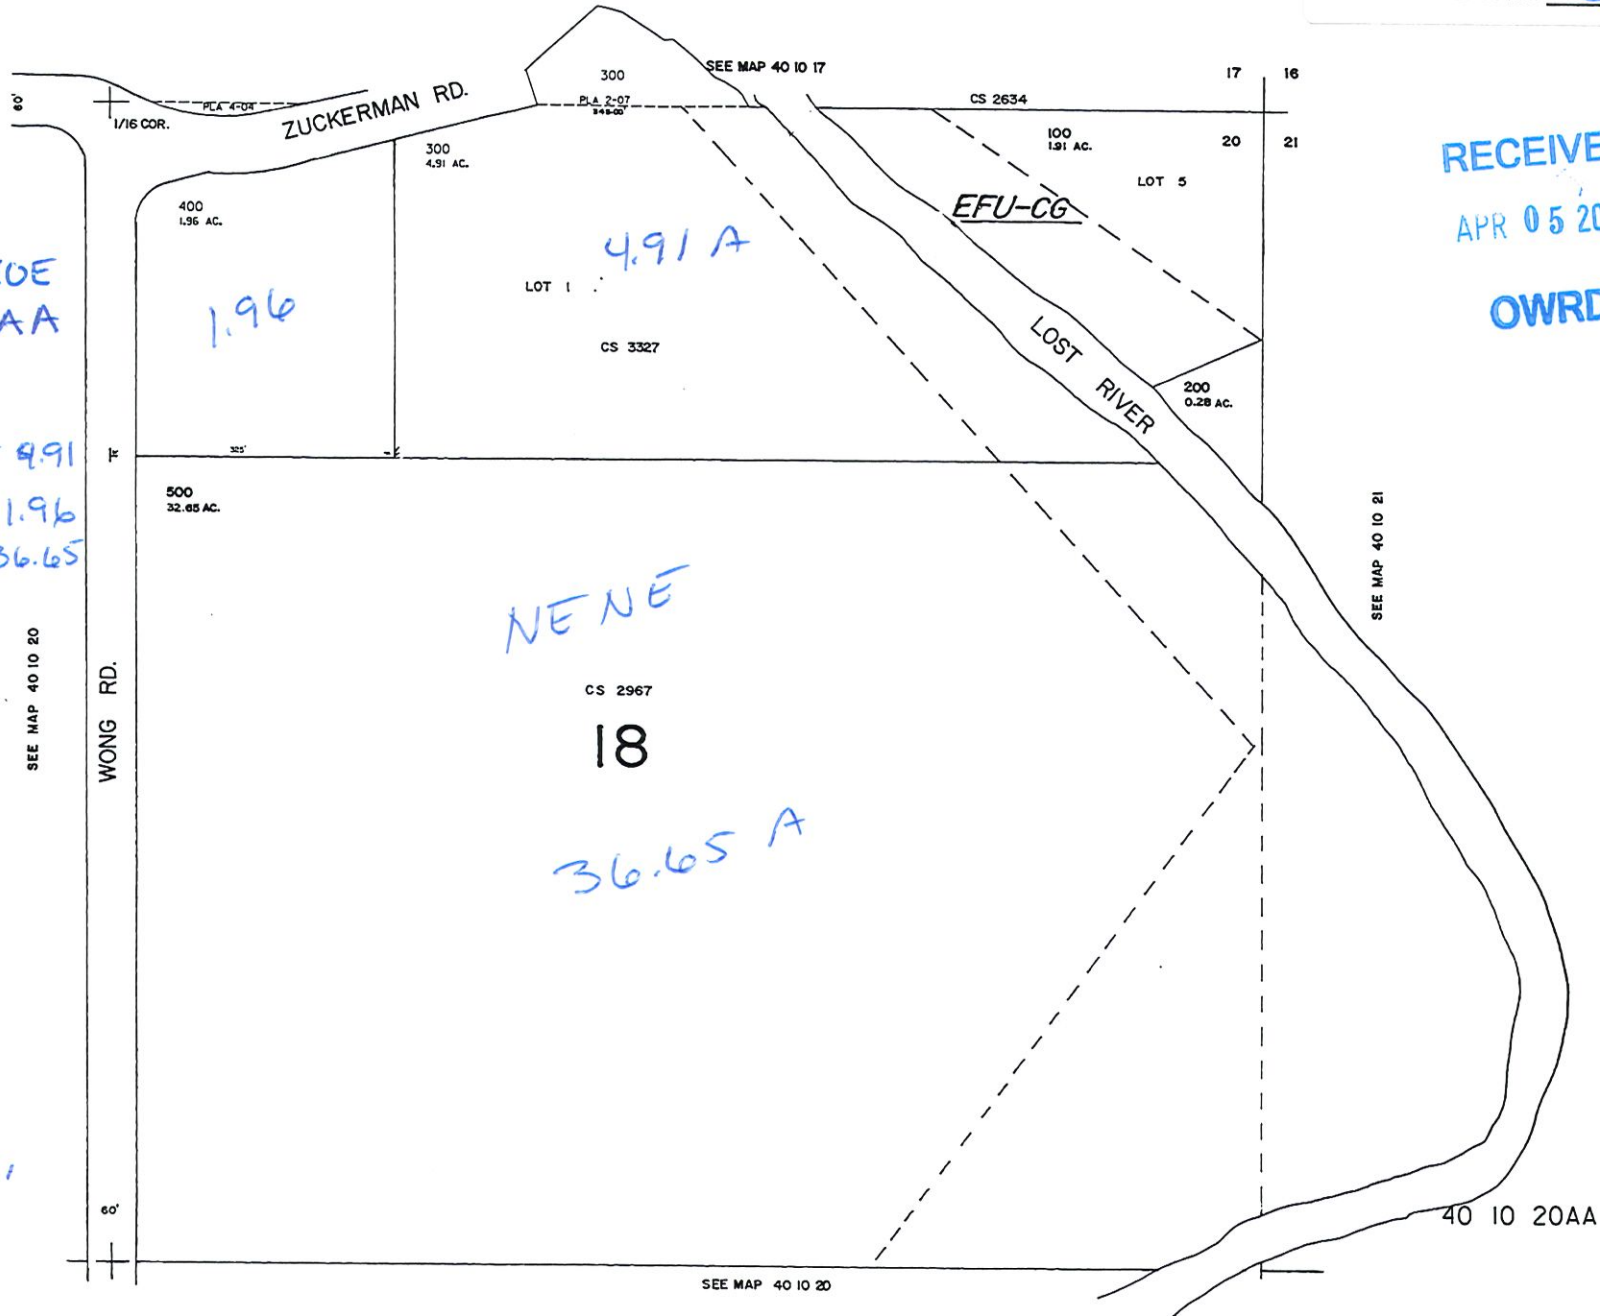 SEE MAP 40 10 17
17 16
20 21
CS 2634
300
PLA 2-07
PLA 4-04
60'
1/16 COR.
ZUCKERMAN RD.
300
4.91 AC.
100
1.91 AC.
LOT 5
RECEIVE
APR 05 20
OWRD
EFU-CG
400
1.96 AC.
4.91 A
LOT 1
CS 3327
1.96
OE
AA
LOST RIVER
200
0.28 AC.
4.91
1.96
36.65
325'
500
32.65 AC.
SEE MAP 40 10 21
NENE
CS 2967
18
36.65 A
SEE MAP 40 10 20
WONG RD.
60'
40 10 20AA
SEE MAP 40 10 20